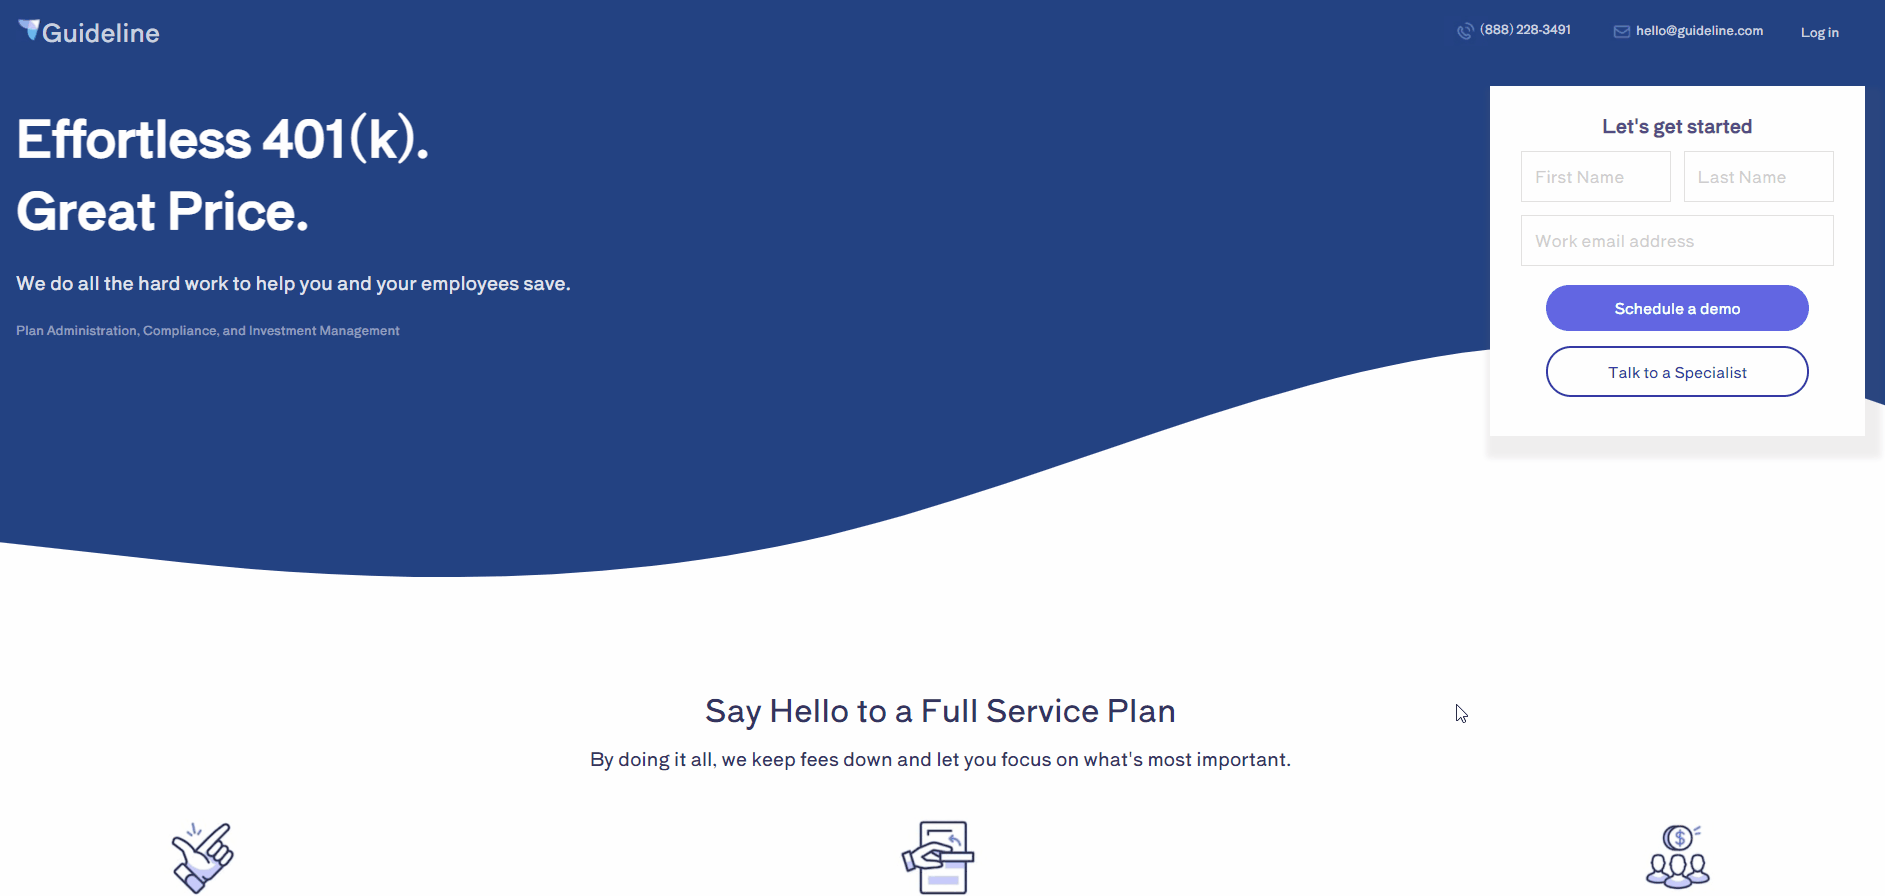 Guideline
(888) 228-3491
hello@guideline.com
Log in
Effortless 401(k).
Great Price.
We do all the hard work to help you and your employees save.
Plan Administration, Compliance, and Investment Management
Let's get started
First Name
Last Name
Work email address
Schedule a demo
Talk to a Specialist
Say Hello to a Full Service Plan
By doing it all, we keep fees down and let you focus on what's most important.
$